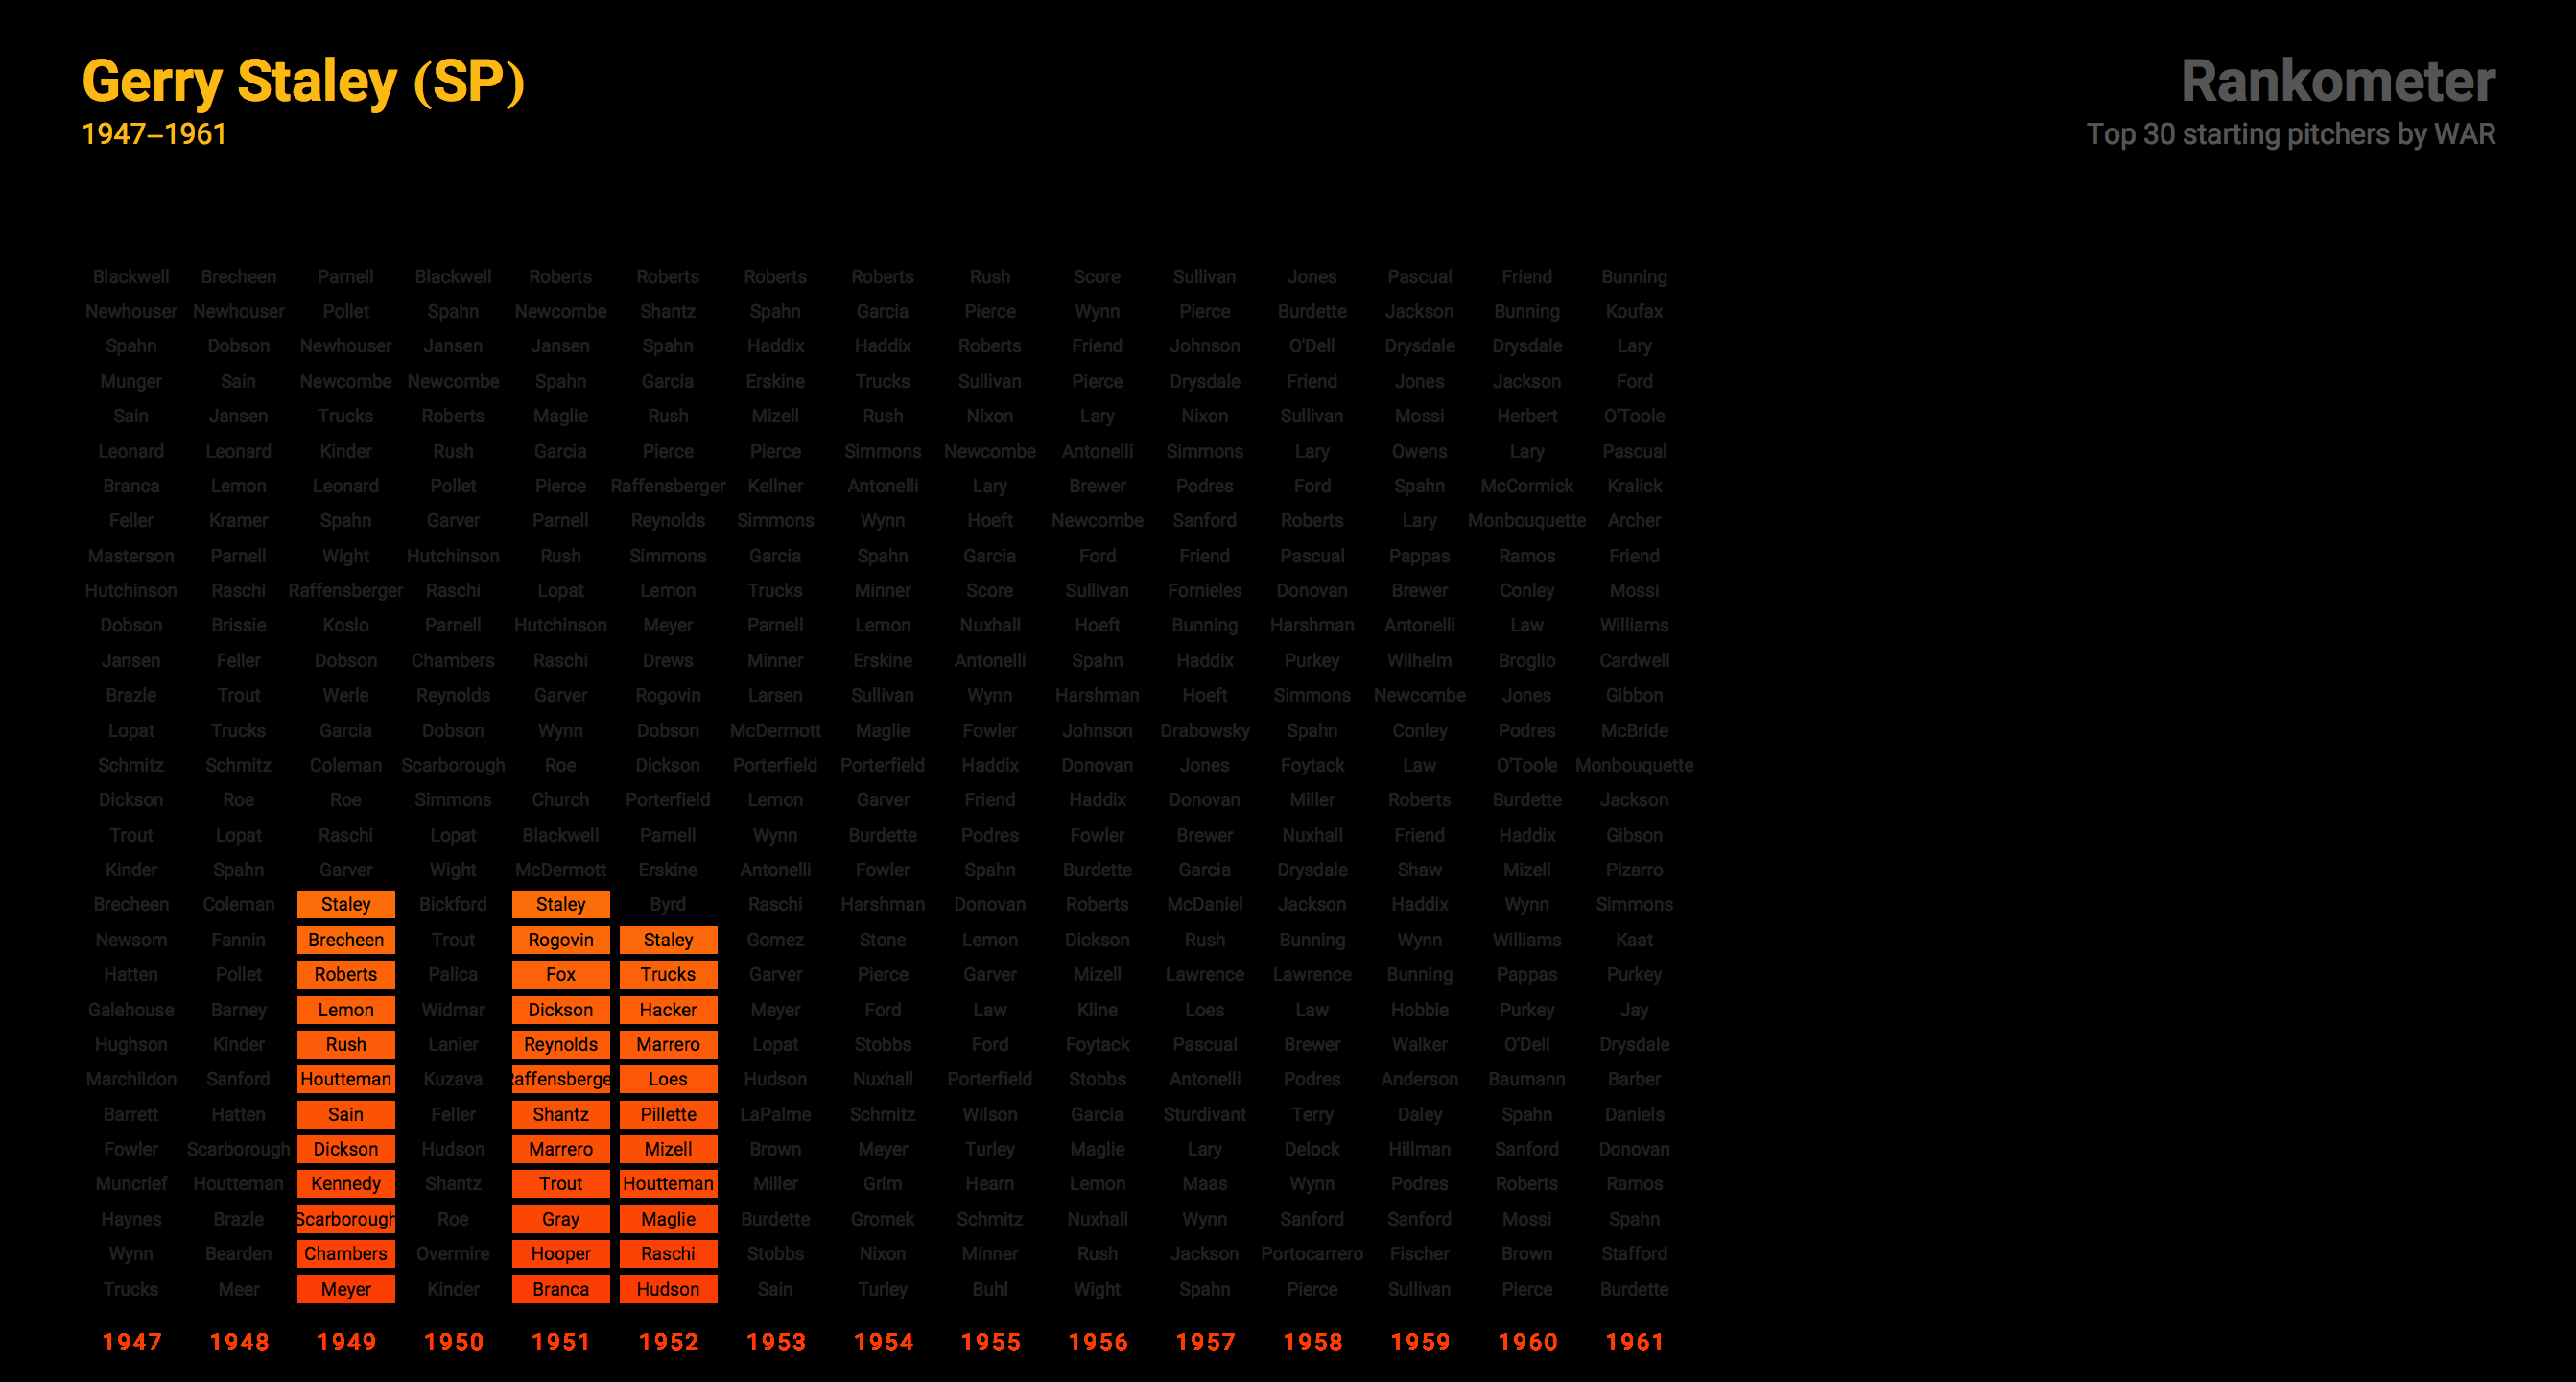 Gerry Staley (SP)
1947–1961
Rankometer
Top 30 starting pitchers by WAR
Blackwell Brecheen Parnell Blackwell Roberts Roberts Roberts Roberts Rush Score Sullivan Jones Pascual Friend Bunning
Newhouser Newhouser Pollet Spahn Newcombe Shantz Spahn Garcia Pierce Wynn Pierce Burdette Jackson Bunning Koufax
Spahn Dobson Newhouser Jansen Jansen Spahn Haddix Haddix Roberts Friend Johnson O'Dell Drysdale Drysdale Lary
Munger Sain Newcombe Newcombe Spahn Garcia Erskine Trucks Sullivan Pierce Drysdale Friend Jones Jackson Ford
Sain Jansen Trucks Roberts Maglie Rush Mizell Rush Nixon Lary Nixon Sullivan Mossi Herbert O'Toole
Leonard Leonard Kinder Rush Garcia Pierce Pierce Simmons Newcombe Antonelli Simmons Lary Owens Lary Pascual
Branca Lemon Leonard Pollet Pierce Raffensberger Kellner Antonelli Lary Brewer Podres Ford Spahn McCormick Kralick
Feller Kramer Spahn Garver Parnell Reynolds Simmons Wynn Hoeft Newcombe Sanford Roberts Lary Monbouquette Archer
Masterson Parnell Wight Hutchinson Rush Simmons Garcia Spahn Garcia Ford Friend Pascual Pappas Ramos Friend
Hutchinson Raschi Raffensberger Raschi Lopat Lemon Trucks Minner Score Sullivan Fornieles Donovan Brewer Conley Mossi
Dobson Brissie Koslo Parnell Hutchinson Meyer Parnell Lemon Nuxhall Hoeft Bunning Harshman Antonelli Law Williams
Jansen Feller Dobson Chambers Raschi Drews Minner Erskine Antonelli Spahn Haddix Purkey Wilhelm Broglio Cardwell
Brazle Trout Werle Reynolds Garver Rogovin Larsen Sullivan Wynn Harshman Hoeft Simmons Newcombe Jones Gibbon
Lopat Trucks Garcia Dobson Wynn Dobson McDermott Maglie Fowler Johnson Drabowsky Spahn Conley Podres McBride
Schmitz Schmitz Coleman Scarborough Roe Dickson Porterfield Porterfield Haddix Donovan Jones Foytack Law O'Toole Monbouquette
Dickson Roe Roe Simmons Church Porterfield Lemon Garver Friend Haddix Donovan Miller Roberts Burdette Jackson
Trout Lopat Raschi Lopat Blackwell Parnell Wynn Burdette Podres Fowler Brewer Nuxhall Friend Haddix Gibson
Kinder Spahn Garver Wight McDermott Erskine Antonelli Fowler Spahn Burdette Garcia Drysdale Shaw Mizell Pizarro
Brecheen Coleman Staley Bickford Staley Byrd Raschi Harshman Donovan Roberts McDaniel Jackson Haddix Wynn Simmons
Newsom Fannin Brecheen Trout Rogovin Staley Gomez Stone Lemon Dickson Rush Bunning Wynn Williams Kaat
Hatten Pollet Roberts Palica Fox Trucks Garver Pierce Garver Mizell Lawrence Lawrence Bunning Pappas Purkey
Galehouse Barney Lemon Widmar Dickson Hacker Meyer Ford Law Kline Loes Law Hobbie Purkey Jay
Hughson Kinder Rush Lanier Reynolds Marrero Lopat Stobbs Ford Foytack Pascual Brewer Walker O'Dell Drysdale
Marchildon Sanford Houtteman Kuzava Raffensberge Loes Hudson Nuxhall Porterfield Stobbs Antonelli Podres Anderson Baumann Barber
Barrett Hatten Sain Feller Shantz Pillette LaPalme Schmitz Wilson Garcia Sturdivant Terry Daley Spahn Daniels
Fowler Scarborough Dickson Hudson Marrero Mizell Brown Meyer Turley Maglie Lary Delock Hillman Sanford Donovan
Muncrief Houtteman Kennedy Shantz Trout Houtteman Miller Grim Hearn Lemon Maas Wynn Podres Roberts Ramos
Haynes Brazle Scarborough Roe Gray Maglie Burdette Gromek Schmitz Nuxhall Wynn Sanford Sanford Mossi Spahn
Wynn Bearden Chambers Overmire Hooper Raschi Stobbs Nixon Minner Rush Jackson Portocarrero Fischer Brown Stafford
Trucks Meer Meyer Kinder Branca Hudson Sain Turley Buhl Wight Spahn Pierce Sullivan Pierce Burdette
1947 1948 1949 1950 1951 1952 1953 1954 1955 1956 1957 1958 1959 1960 1961